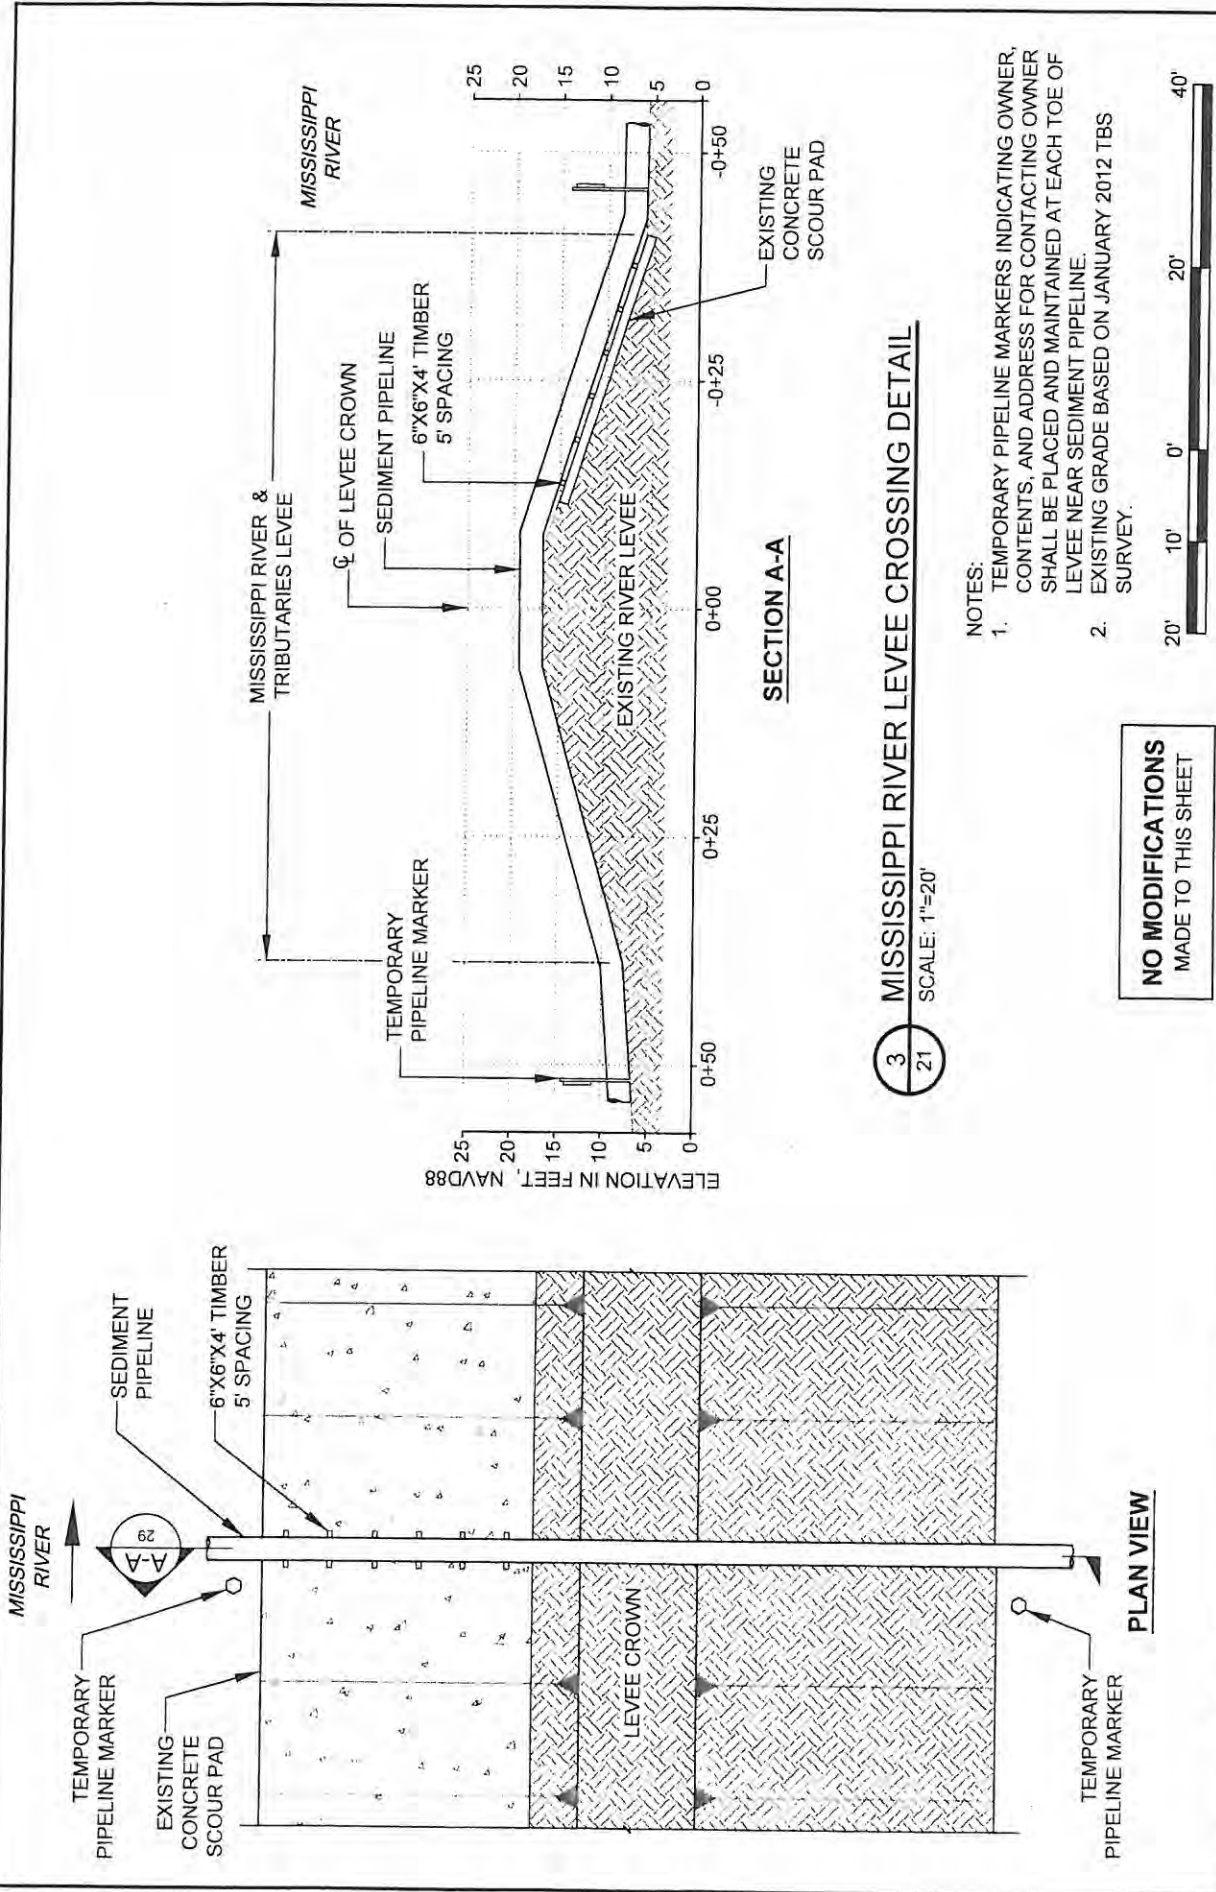 MISSISSIPPI
RIVER
TEMPORARY
PIPELINE MARKER
EXISTING
CONCRETE
SCOUR PAD
A-A
29
SEDIMENT
PIPELINE
6"X6"X4' TIMBER
5' SPACING
LEVEE CROWN
TEMPORARY
PIPELINE MARKER
PLAN VIEW
MISSISSIPPI RIVER &
TRIBUTARIES LEVEE
MISSISSIPPI
RIVER
℄ OF LEVEE CROWN
SEDIMENT PIPELINE
6"X6"X4' TIMBER
5' SPACING
TEMPORARY
PIPELINE MARKER
ELEVATION IN FEET, NAVD88
25
20
15
10
5
0
25
20
15
10
5
0
EXISTING RIVER LEVEE
EXISTING
CONCRETE
SCOUR PAD
0+50
0+25
0+00
-0+25
-0+50
SECTION A-A
3
21
MISSISSIPPI RIVER LEVEE CROSSING DETAIL
SCALE: 1"=20'
NOTES:
1. TEMPORARY PIPELINE MARKERS INDICATING OWNER,
CONTENTS, AND ADDRESS FOR CONTACTING OWNER
SHALL BE PLACED AND MAINTAINED AT EACH TOE OF
LEVEE NEAR SEDIMENT PIPELINE.
2. EXISTING GRADE BASED ON JANUARY 2012 TBS
SURVEY.
NO MODIFICATIONS
MADE TO THIS SHEET
20'
10'
0'
20'
40'